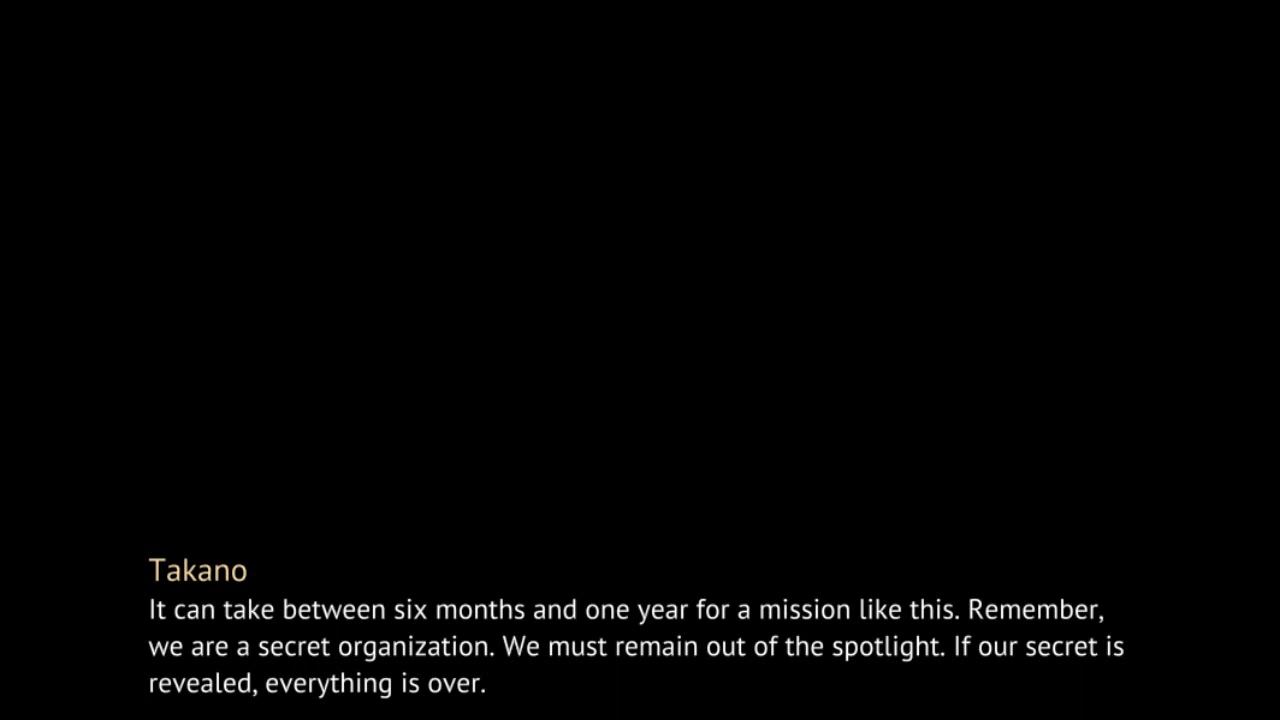 Takano
It can take between six months and one year for a mission like this. Remember,
we are a secret organization. We must remain out of the spotlight. If our secret is
revealed, everything is over.